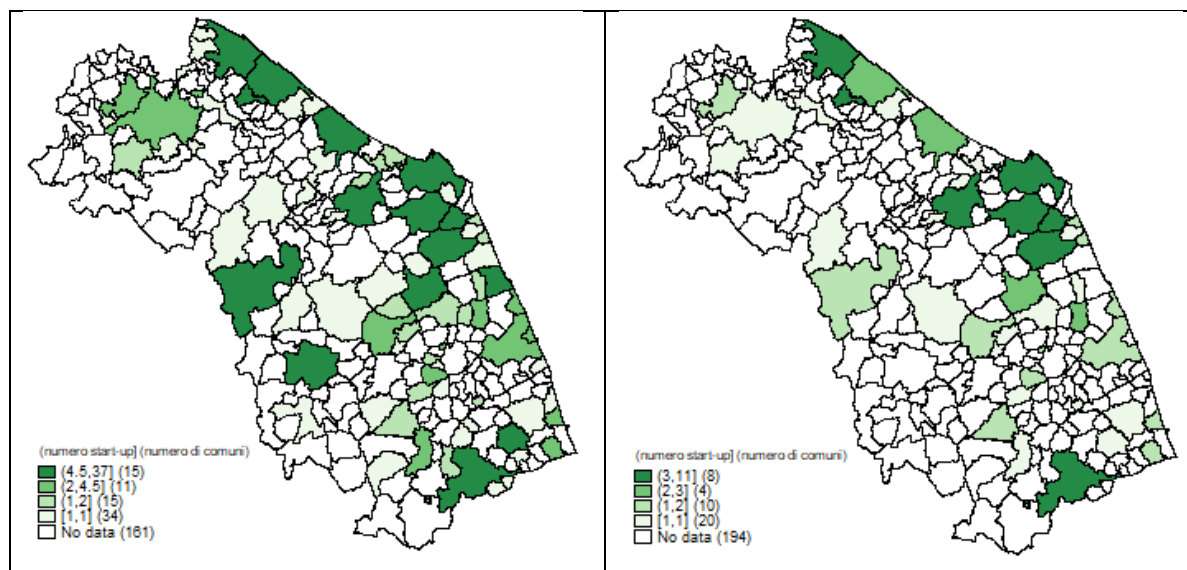 (numero start-up] (numero di comuni)
(4.5,37] (15)
(2,4.5] (11)
(1,2] (15)
[1,1] (34)
No data (161)
(numero start-up] (numero di comuni)
(3,11] (8)
(2,3] (4)
(1,2] (10)
[1,1] (20)
No data (194)